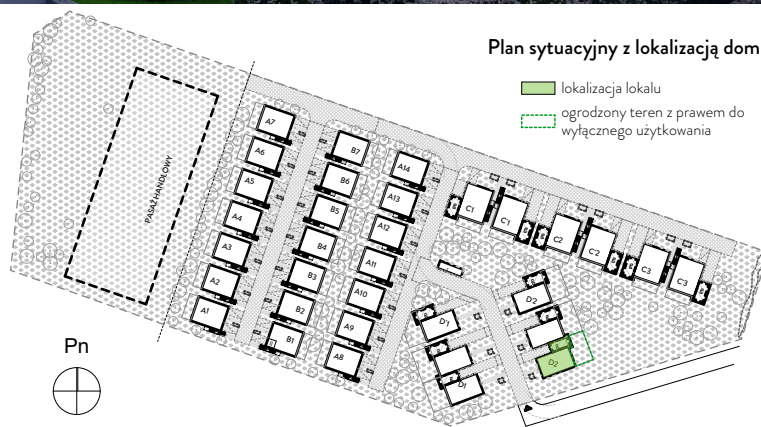 Plan sytuacyjny z lokalizacją dom
lokalizacja lokalu
ogrodzony teren z prawem do
wyłącznego użytkowania
PASAŻ HANDLOWY
A7
A6
A5
A4
A3
A2
A1
B7
B6
B5
B4
B3
B2
B1
A14
A13
A12
A11
A10
A9
A8
C1
C1
C2
C2
C3
C3
D1
D1
D2
D2
Pn